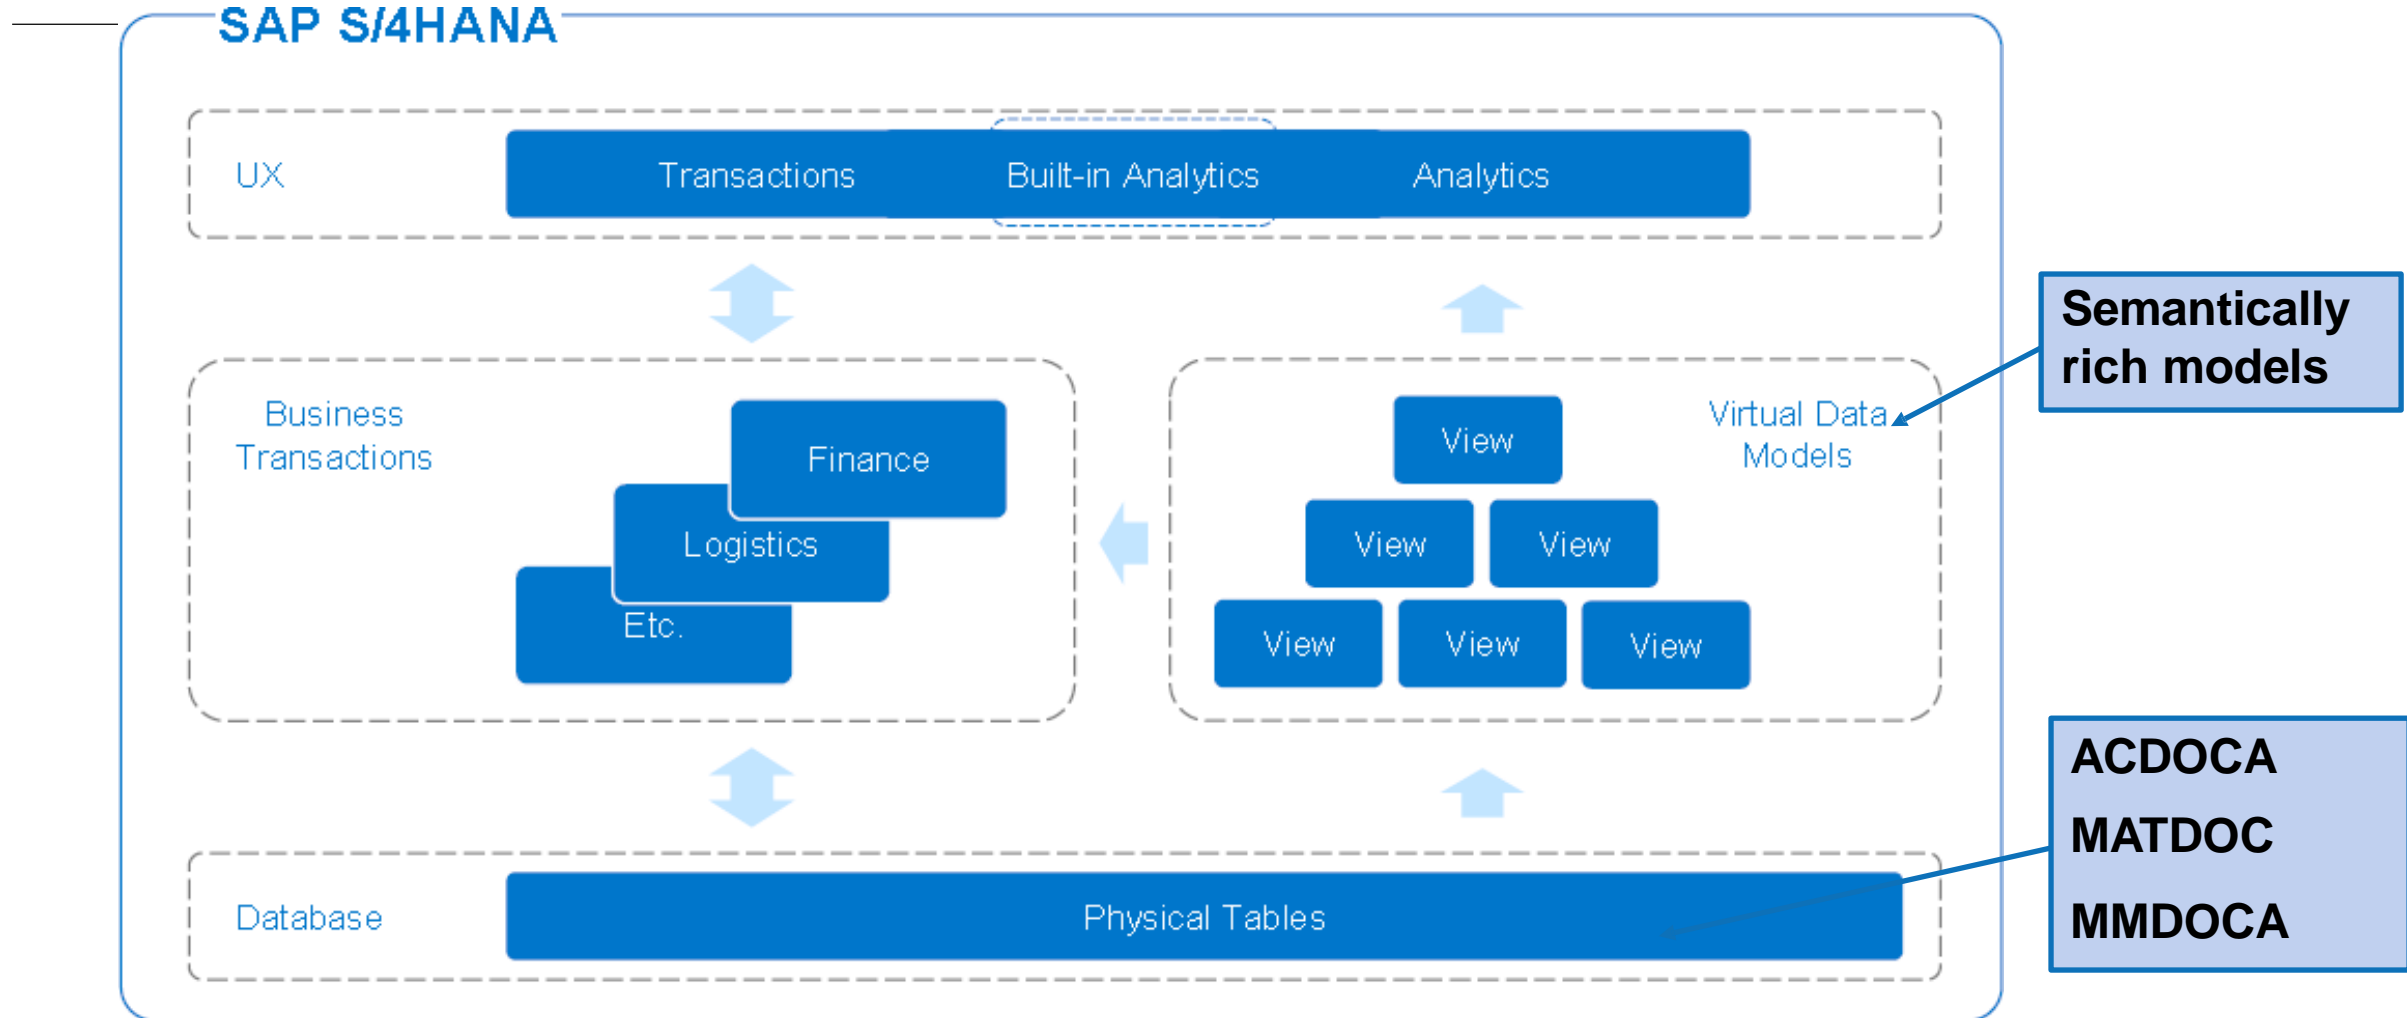 SAP S/4HANA
UX
Transactions
Built-in Analytics
Analytics
Semantically
rich models
Business
Transactions
Finance
Logistics
Etc.
Virtual Data
Models
View
View
View
View
View
View
ACDOCA
MATDOC
MMDOCA
Database
Physical Tables